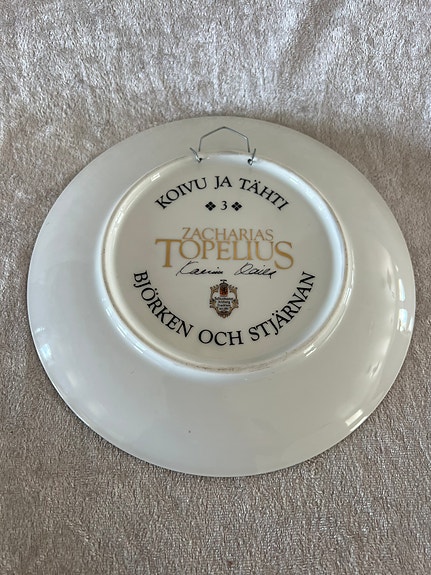 KOIVU JA TÄHTI
3
ZACHARIAS
TOPELIUS
BJÖRKEN OCH STJÄRNAN